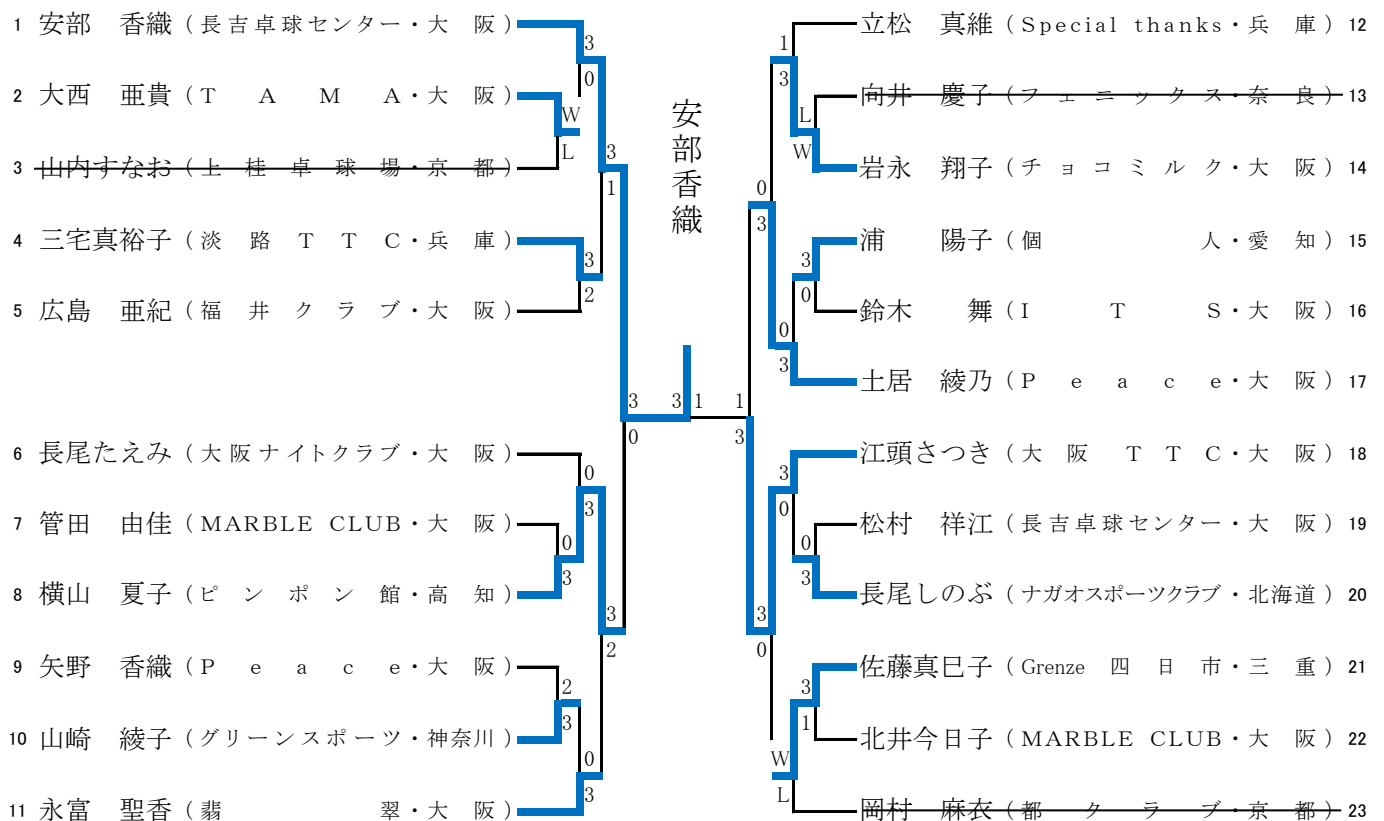 1 安部 香織 (長吉卓球センター・大 阪)
3
0
2 大西 亜貴 (T A M A・大 阪)
W
L
3 山内すなお (上 桂 卓 球 場・京 都)
3
1
4 三宅真裕子 (淡 路 T T C・兵 庫)
3
2
5 広島 亜紀 (福 井 ク ラ ブ・大 阪)
3
0
6 長尾たえみ (大阪ナイトクラブ・大 阪)
0
3
7 管田 由佳 (MARBLE CLUB・大 阪)
0
3
8 横山 夏子 (ピ ン ポ ン 館・高 知)
3
2
9 矢野 香織 (P e a c e・大 阪)
2
3
10 山崎 綾子 (グリーンスポーツ・神奈川)
0
3
11 永富 聖香 (翡 翠・大 阪)
安部香織
3 1
立松 真維 (Special thanks・兵 庫) 12
1
3
向井 慶子 (フ ェ ニ ッ ク ス・奈 良) 13
L
W
岩永 翔子 (チ ョ コ ミ ル ク・大 阪) 14
0
3
浦 陽子 (個 人・愛 知) 15
3
0
鈴木 舞 (I T S・大 阪) 16
0
3
土居 綾乃 (P e a c e・大 阪) 17
1
3
江頭さつき (大 阪 T T C・大 阪) 18
3
0
松村 祥江 (長吉卓球センター・大 阪) 19
0
3
長尾しのぶ (ナガオスポーツクラブ・北海道) 20
3
0
佐藤真巳子 (Grenze 四 日 市・三 重) 21
3
1
北井今日子 (MARBLE CLUB・大 阪) 22
W
L
岡村 麻衣 (都 ク ラ ブ・京 都) 23